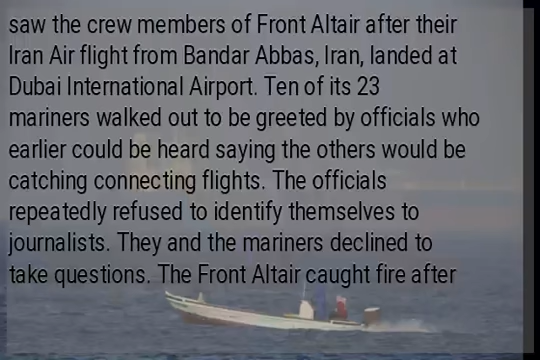 saw the crew members of Front Altair after their
Iran Air flight from Bandar Abbas, Iran, landed at
Dubai International Airport. Ten of its 23
mariners walked out to be greeted by officials who
earlier could be heard saying the others would be
catching connecting flights. The officials
repeatedly refused to identify themselves to
journalists. They and the mariners declined to
take questions. The Front Altair caught fire after